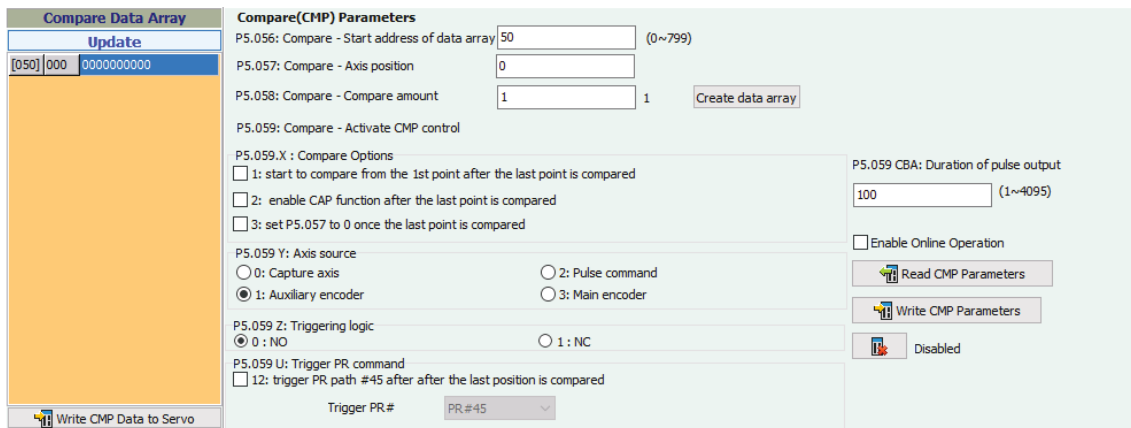 Compare Data Array
Update
[050] 000 0000000000
Write CMP Data to Servo
Compare(CMP) Parameters
P5.056: Compare - Start address of data array 50 (0~799)
P5.057: Compare - Axis position 0
P5.058: Compare - Compare amount 1 1 Create data array
P5.059: Compare - Activate CMP control
P5.059.X : Compare Options
1: start to compare from the 1st point after the last point is compared
2: enable CAP function after the last point is compared
3: set P5.057 to 0 once the last point is compared
P5.059 Y: Axis source
0: Capture axis 2: Pulse command
1: Auxiliary encoder 3: Main encoder
P5.059 Z: Triggering logic
0 : NO 1 : NC
P5.059 U: Trigger PR command
12: trigger PR path #45 after after the last position is compared
Trigger PR# PR#45
P5.059 CBA: Duration of pulse output
100 (1~4095)
Enable Online Operation
Read CMP Parameters
Write CMP Parameters
Disabled